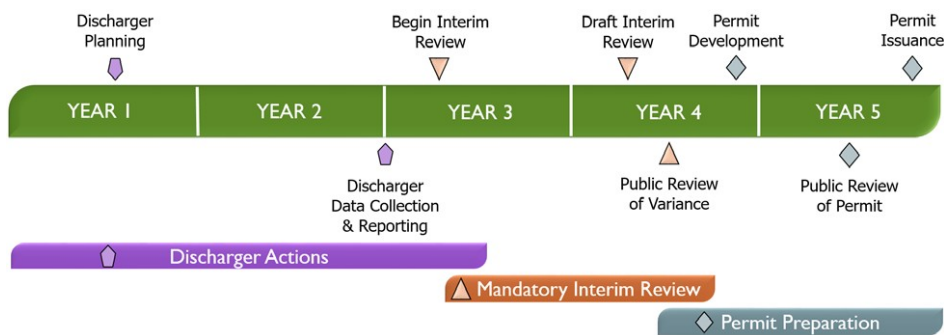 Discharger
Planning
Begin Interim
Review
Draft Interim
Review
Permit
Development
Permit
Issuance
YEAR 1
YEAR 2
YEAR 3
YEAR 4
YEAR 5
Discharger
Data Collection
& Reporting
Public Review
of Variance
Public Review
of Permit
Discharger Actions
Mandatory Interim Review
Permit Preparation